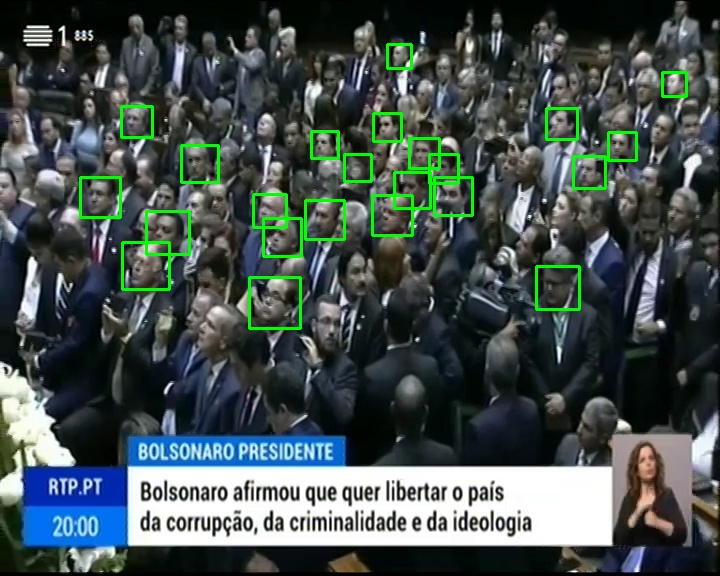 1 885
BOLSONARO PRESIDENTE
RTP.PT
Bolsonaro afirmou que quer libertar o país
20:00
da corrupção, da criminalidade e da ideologia